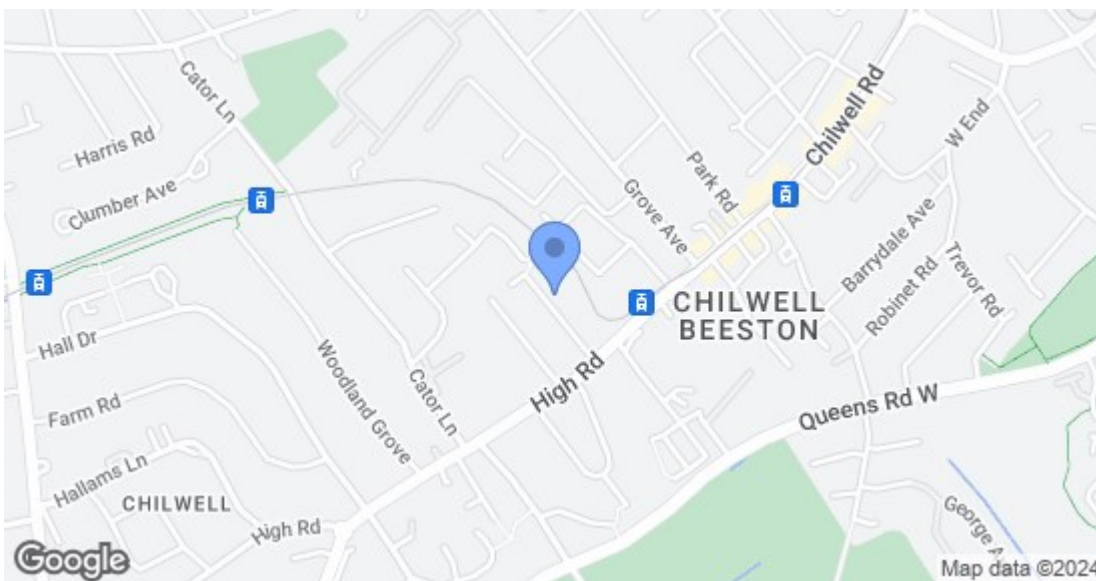 Cator Ln
Harris Rd
Clumber Ave
Chilwell Rd
W End
Park Rd
Grove Ave
Barrydale Ave
Trevor Rd
Robinet Rd
CHILWELL
BEESTON
Hall Dr
Woodland Grove
Cator Ln
High Rd
Queens Rd W
Farm Rd
Hallams Ln
CHILWELL
High Rd
George A
Google
Map data ©2024